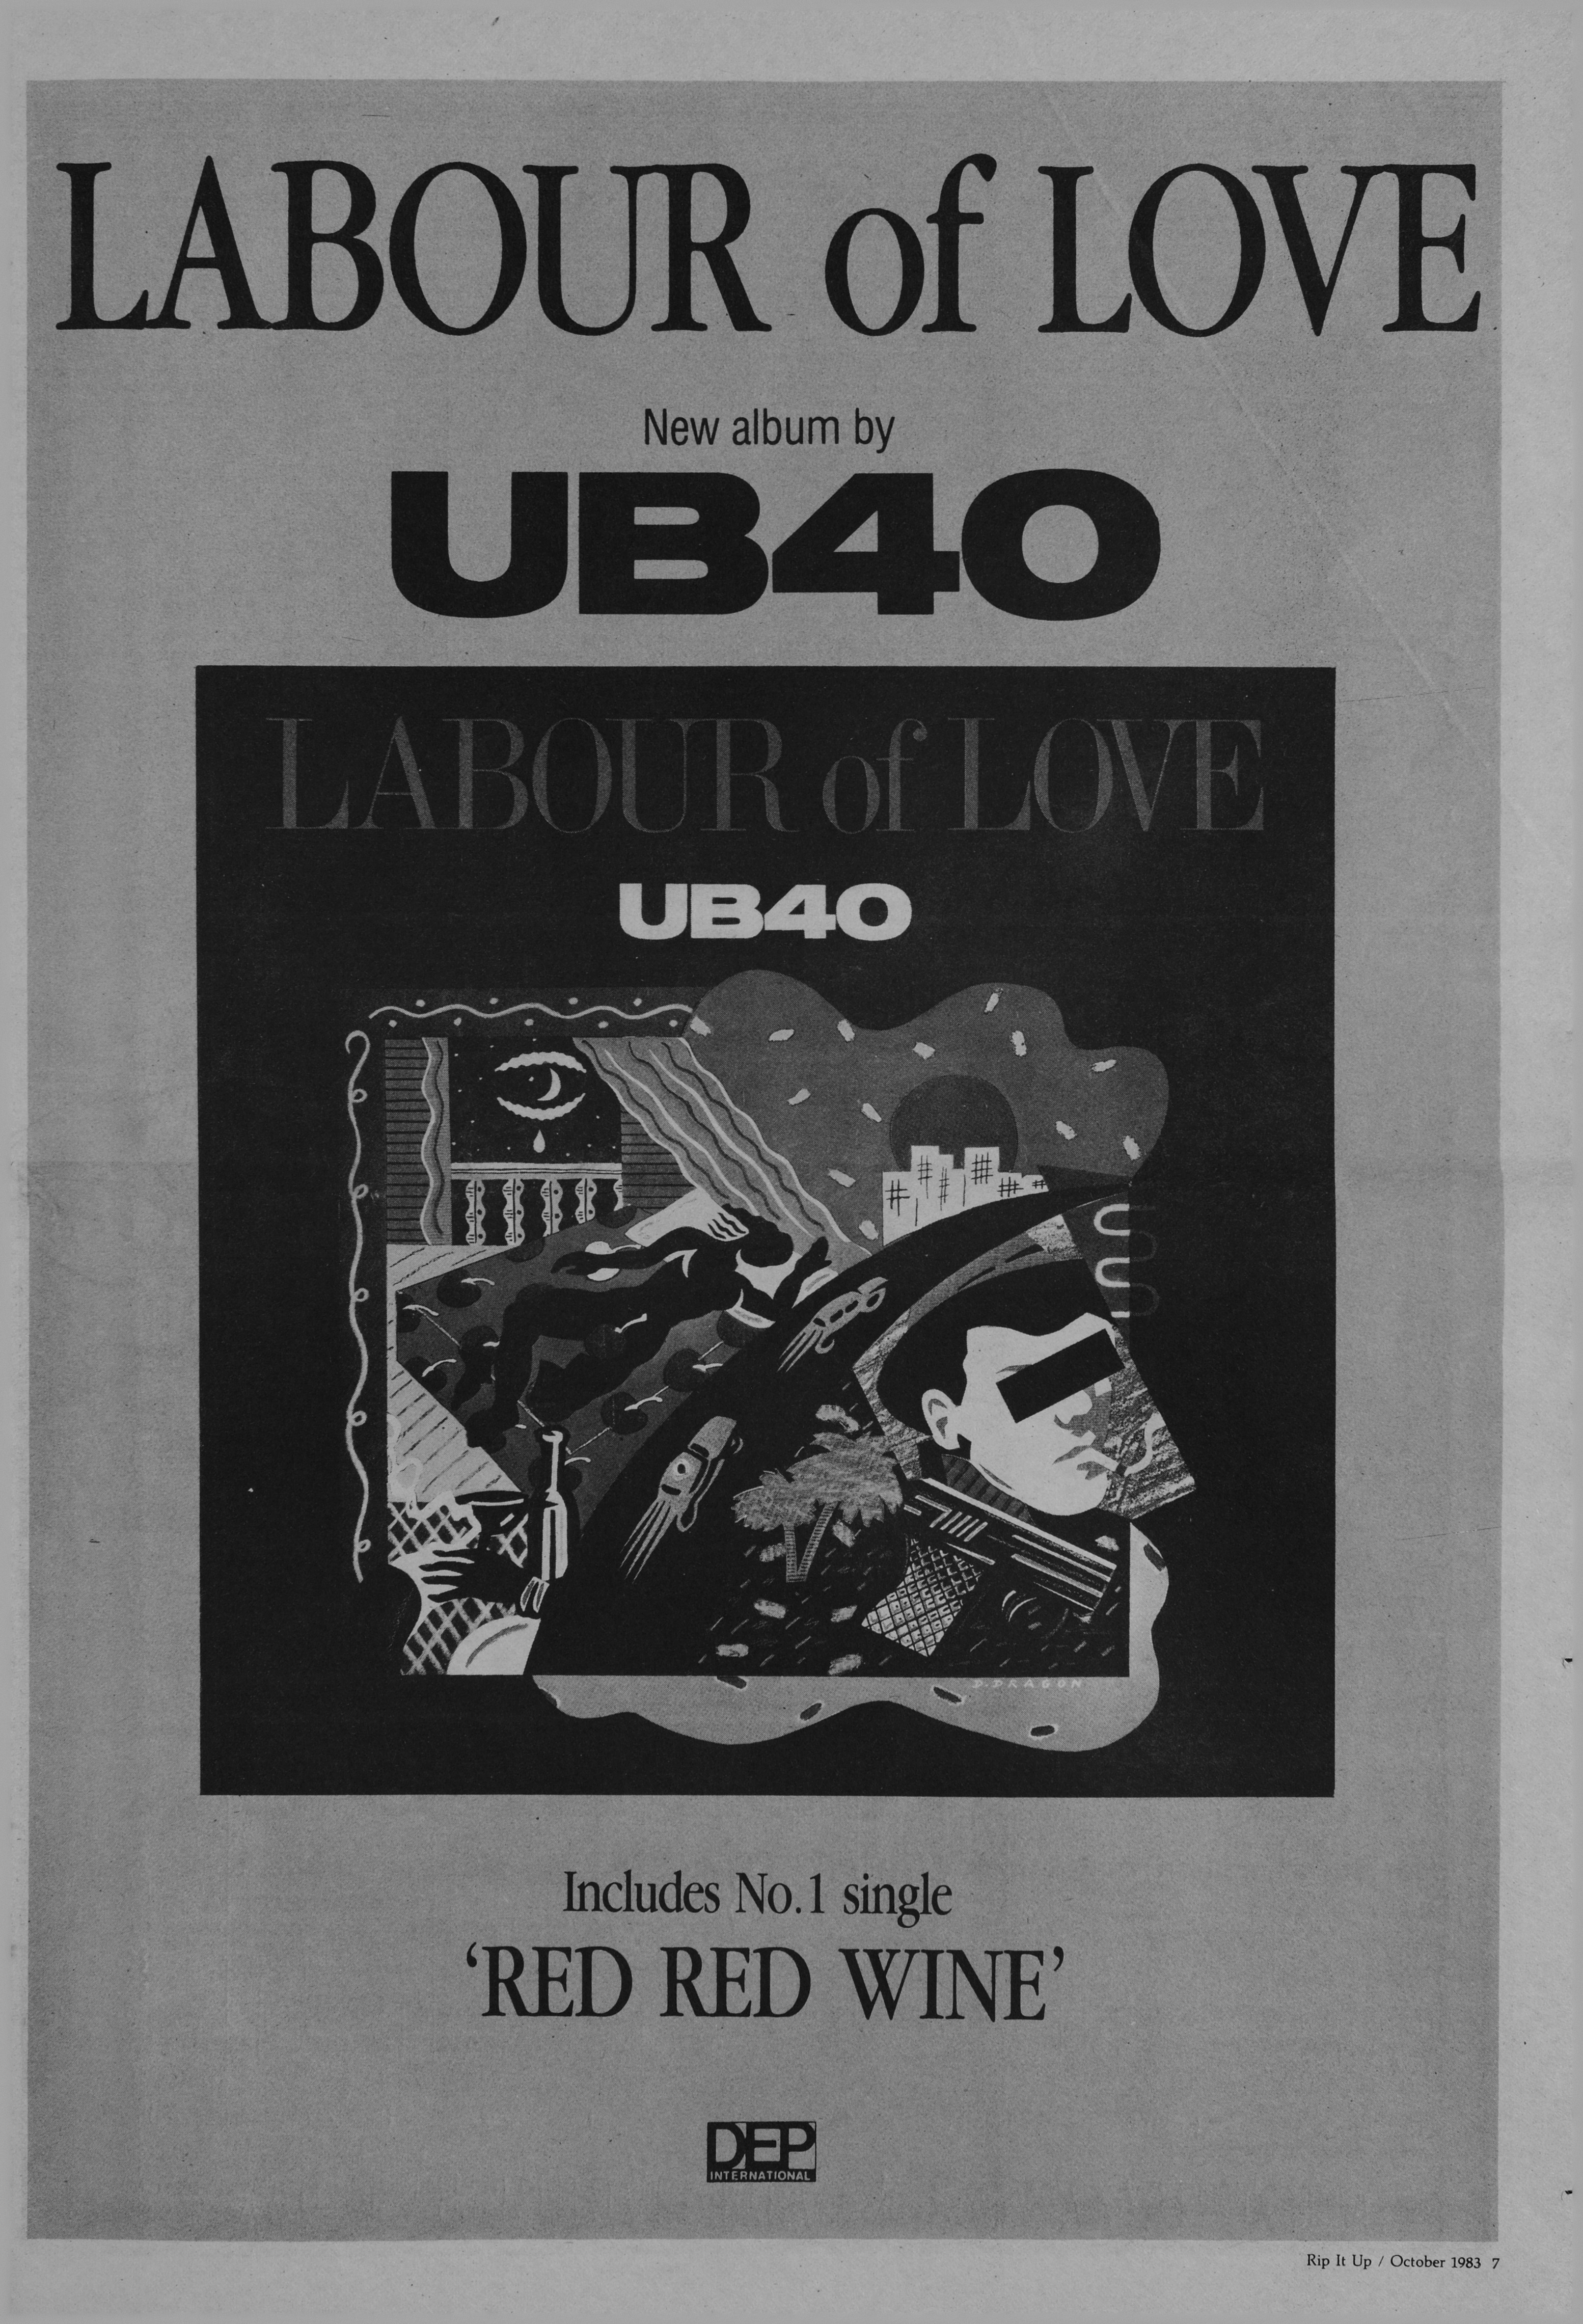 LABOUR of LOVE
New album by
UB40
LABOUR of LOVE
UB40
D.DRAGON
Includes No.1 single
‘RED RED WINE’
DEP
INTERNATIONAL
Rip It Up / October 1983 7